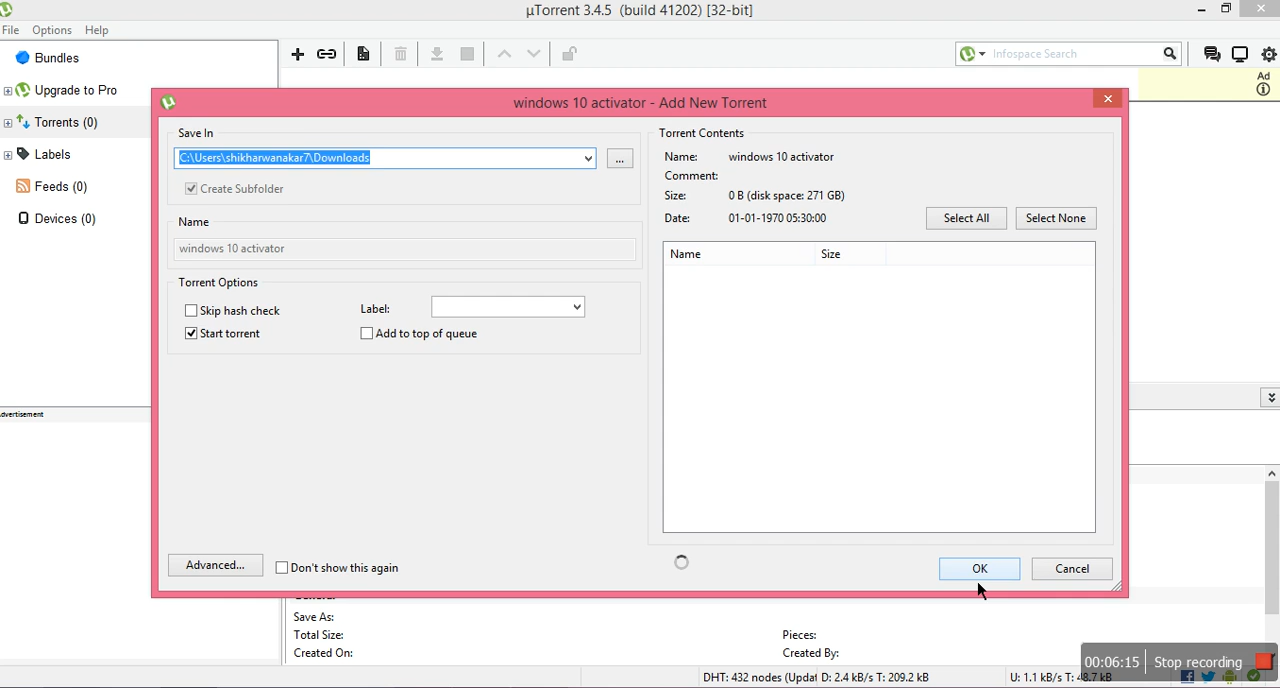 µTorrent 3.4.5 (build 41202) [32-bit]
File Options Help
Bundles
Infospace Search
Upgrade to Pro
Ad
windows 10 activator - Add New Torrent
Torrents (0)
Labels
Feeds (0)
Devices (0)
Save In
C:\Users\shikharwanakar7\Downloads
...
Create Subfolder
Name
windows 10 activator
Torrent Options
Skip hash check
Label:
Start torrent
Add to top of queue
Torrent Contents
Name: windows 10 activator
Comment:
Size: 0 B (disk space: 271 GB)
Date: 01-01-1970 05:30:00
Select All
Select None
Name Size
dvertisement
Advanced...
Don't show this again
OK
Cancel
Save As:
Total Size:
Pieces:
Created On:
Created By:
00:06:15 Stop recording
DHT: 432 nodes (Updat D: 2.4 kB/s T: 209.2 kB
U: 1.1 kB/s T: 48.7 kB